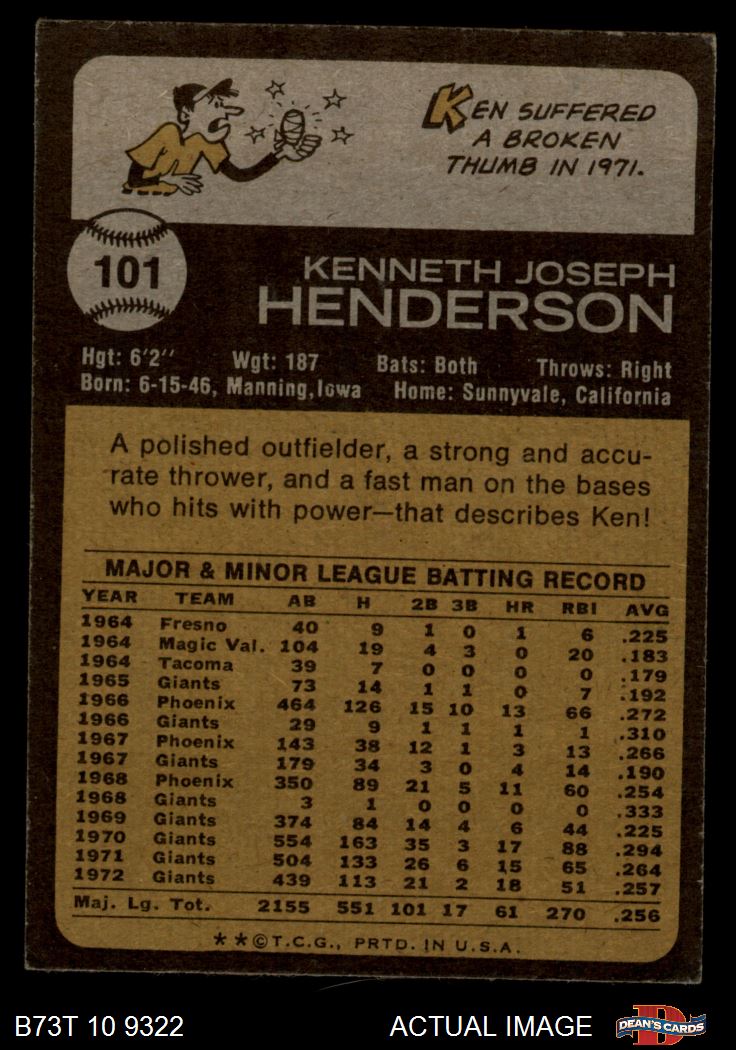 KEN SUFFERED
A BROKEN
THUMB IN 1971.
101
KENNETH JOSEPH
HENDERSON
Hgt: 6'2" Wgt: 187 Bats: Both Throws: Right
Born: 6-15-46, Manning, Iowa Home: Sunnyvale, California
A polished outfielder, a strong and accu-
rate thrower, and a fast man on the bases
who hits with power—that describes Ken!
MAJOR & MINOR LEAGUE BATTING RECORD
YEAR TEAM AB H 2B 3B HR RBI AVG
1964 Fresno 40 9 1 0 1 6 .225
1964 Magic Val. 104 19 4 3 0 20 .183
1964 Tacoma 39 7 0 0 0 0 .179
1965 Giants 73 14 1 1 0 7 .192
1966 Phoenix 464 126 15 10 13 66 .272
1966 Giants 29 9 1 1 1 1 .310
1967 Phoenix 143 38 12 1 3 13 .266
1967 Giants 179 34 3 0 4 14 .190
1968 Phoenix 350 89 21 5 11 60 .254
1968 Giants 3 1 0 0 0 0 .333
1969 Giants 374 84 14 4 6 44 .225
1970 Giants 554 163 35 3 17 88 .294
1971 Giants 504 133 26 6 15 65 .264
1972 Giants 439 113 21 2 18 51 .257
Maj. Lg. Tot. 2155 551 101 17 61 270 .256
**©T.C.G., PRTD. IN U.S.A.
B73T 10 9322 ACTUAL IMAGE D DEAN'S CARDS